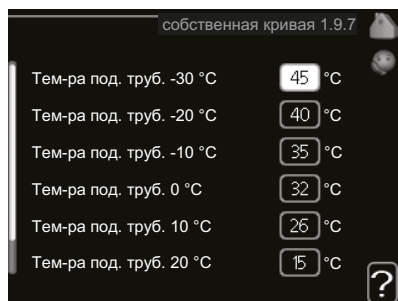 собственная кривая 1.9.7
Тем-ра под. труб. -30 °C 45 °C
Тем-ра под. труб. -20 °C 40 °C
Тем-ра под. труб. -10 °C 35 °C
Тем-ра под. труб. 0 °C 32 °C
Тем-ра под. труб. 10 °C 26 °C
Тем-ра под. труб. 20 °C 15 °C
?